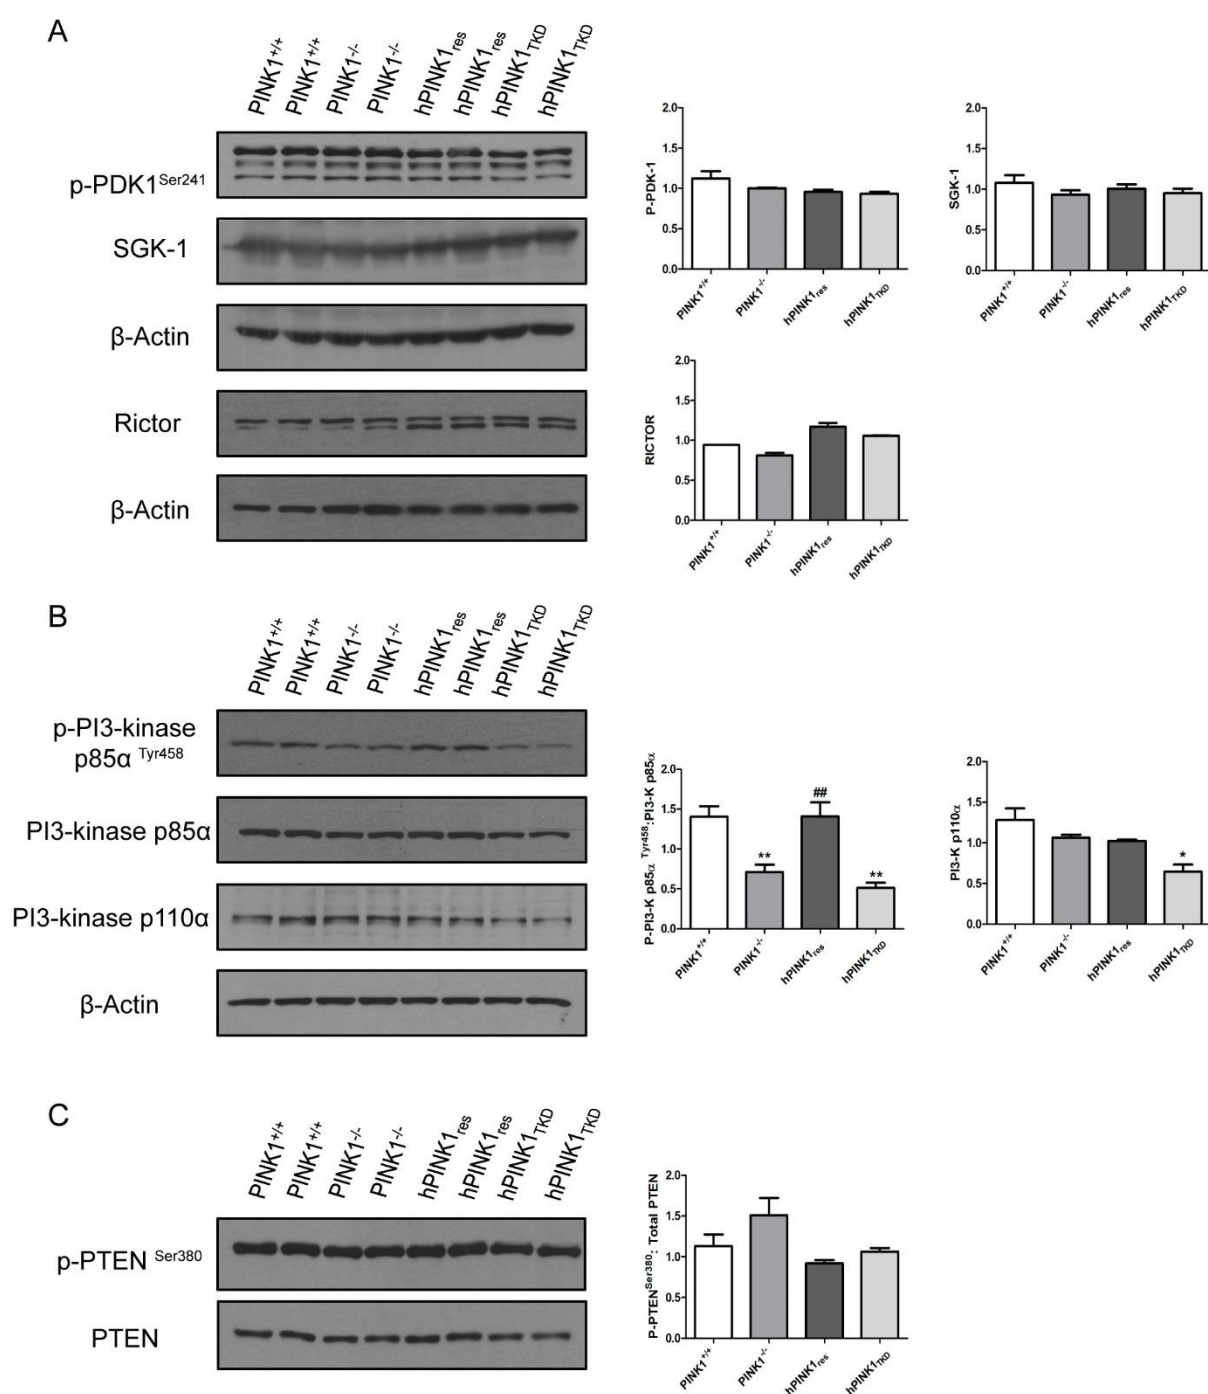 A
PINK1+/+ PINK1+/+ PINK1-/- PINK1-/- hPINK1res hPINK1res hPINK1TKD hPINK1TKD
p-PDK1Ser241
SGK-1
β-Actin
Rictor
β-Actin
P-PDK-1
2.0
1.5
1.0
0.5
0.0
PINK1+/+ PINK1-/- hPINK1res hPINK1TKD
SGK-1
2.0
1.5
1.0
0.5
0.0
PINK1+/+ PINK1-/- hPINK1res hPINK1TKD
RICTOR
2.0
1.5
1.0
0.5
0.0
PINK1+/+ PINK1-/- hPINK1res hPINK1TKD
B
PINK1+/+ PINK1+/+ PINK1-/- PINK1-/- hPINK1res hPINK1res hPINK1TKD hPINK1TKD
p-PI3-kinase
p85α Tyr458
PI3-kinase p85α
PI3-kinase p110α
β-Actin
P-PI3-K p85α Tyr458:PI3-K p85α
2.0
1.5
1.0
0.5
0.0
** ## **
PINK1+/+ PINK1-/- hPINK1res hPINK1TKD
PI3-K p110α
2.0
1.5
1.0
0.5
0.0
*
PINK1+/+ PINK1-/- hPINK1res hPINK1TKD
C
PINK1+/+ PINK1+/+ PINK1-/- PINK1-/- hPINK1res hPINK1res hPINK1TKD hPINK1TKD
p-PTEN Ser380
PTEN
P-PTENSer380: Total PTEN
2.0
1.5
1.0
0.5
0.0
PINK1+/+ PINK1-/- hPINK1res hPINK1TKD